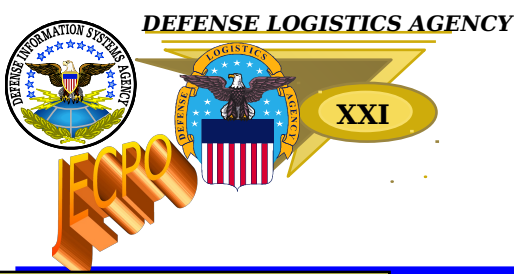 DEFENSE LOGISTICS AGENCY
DEFENSE INFORMATION SYSTEMS AGENCY
DEFENSE LOGISTICS AGENCY
XXI
JECPO